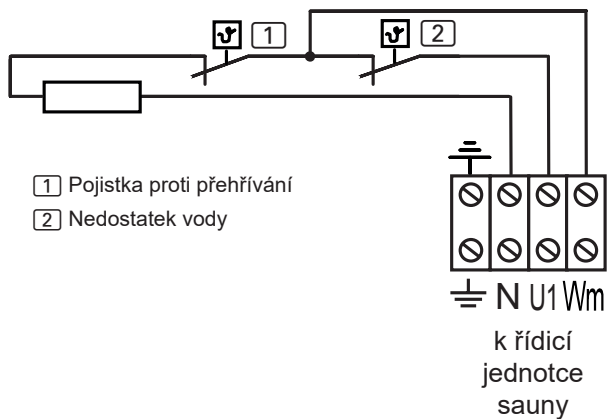 ϑ 1 ϑ 2
1 Pojistka proti přehřívání
2 Nedostatek vody
N U1 Wm
k řídicí
jednotce
sauny